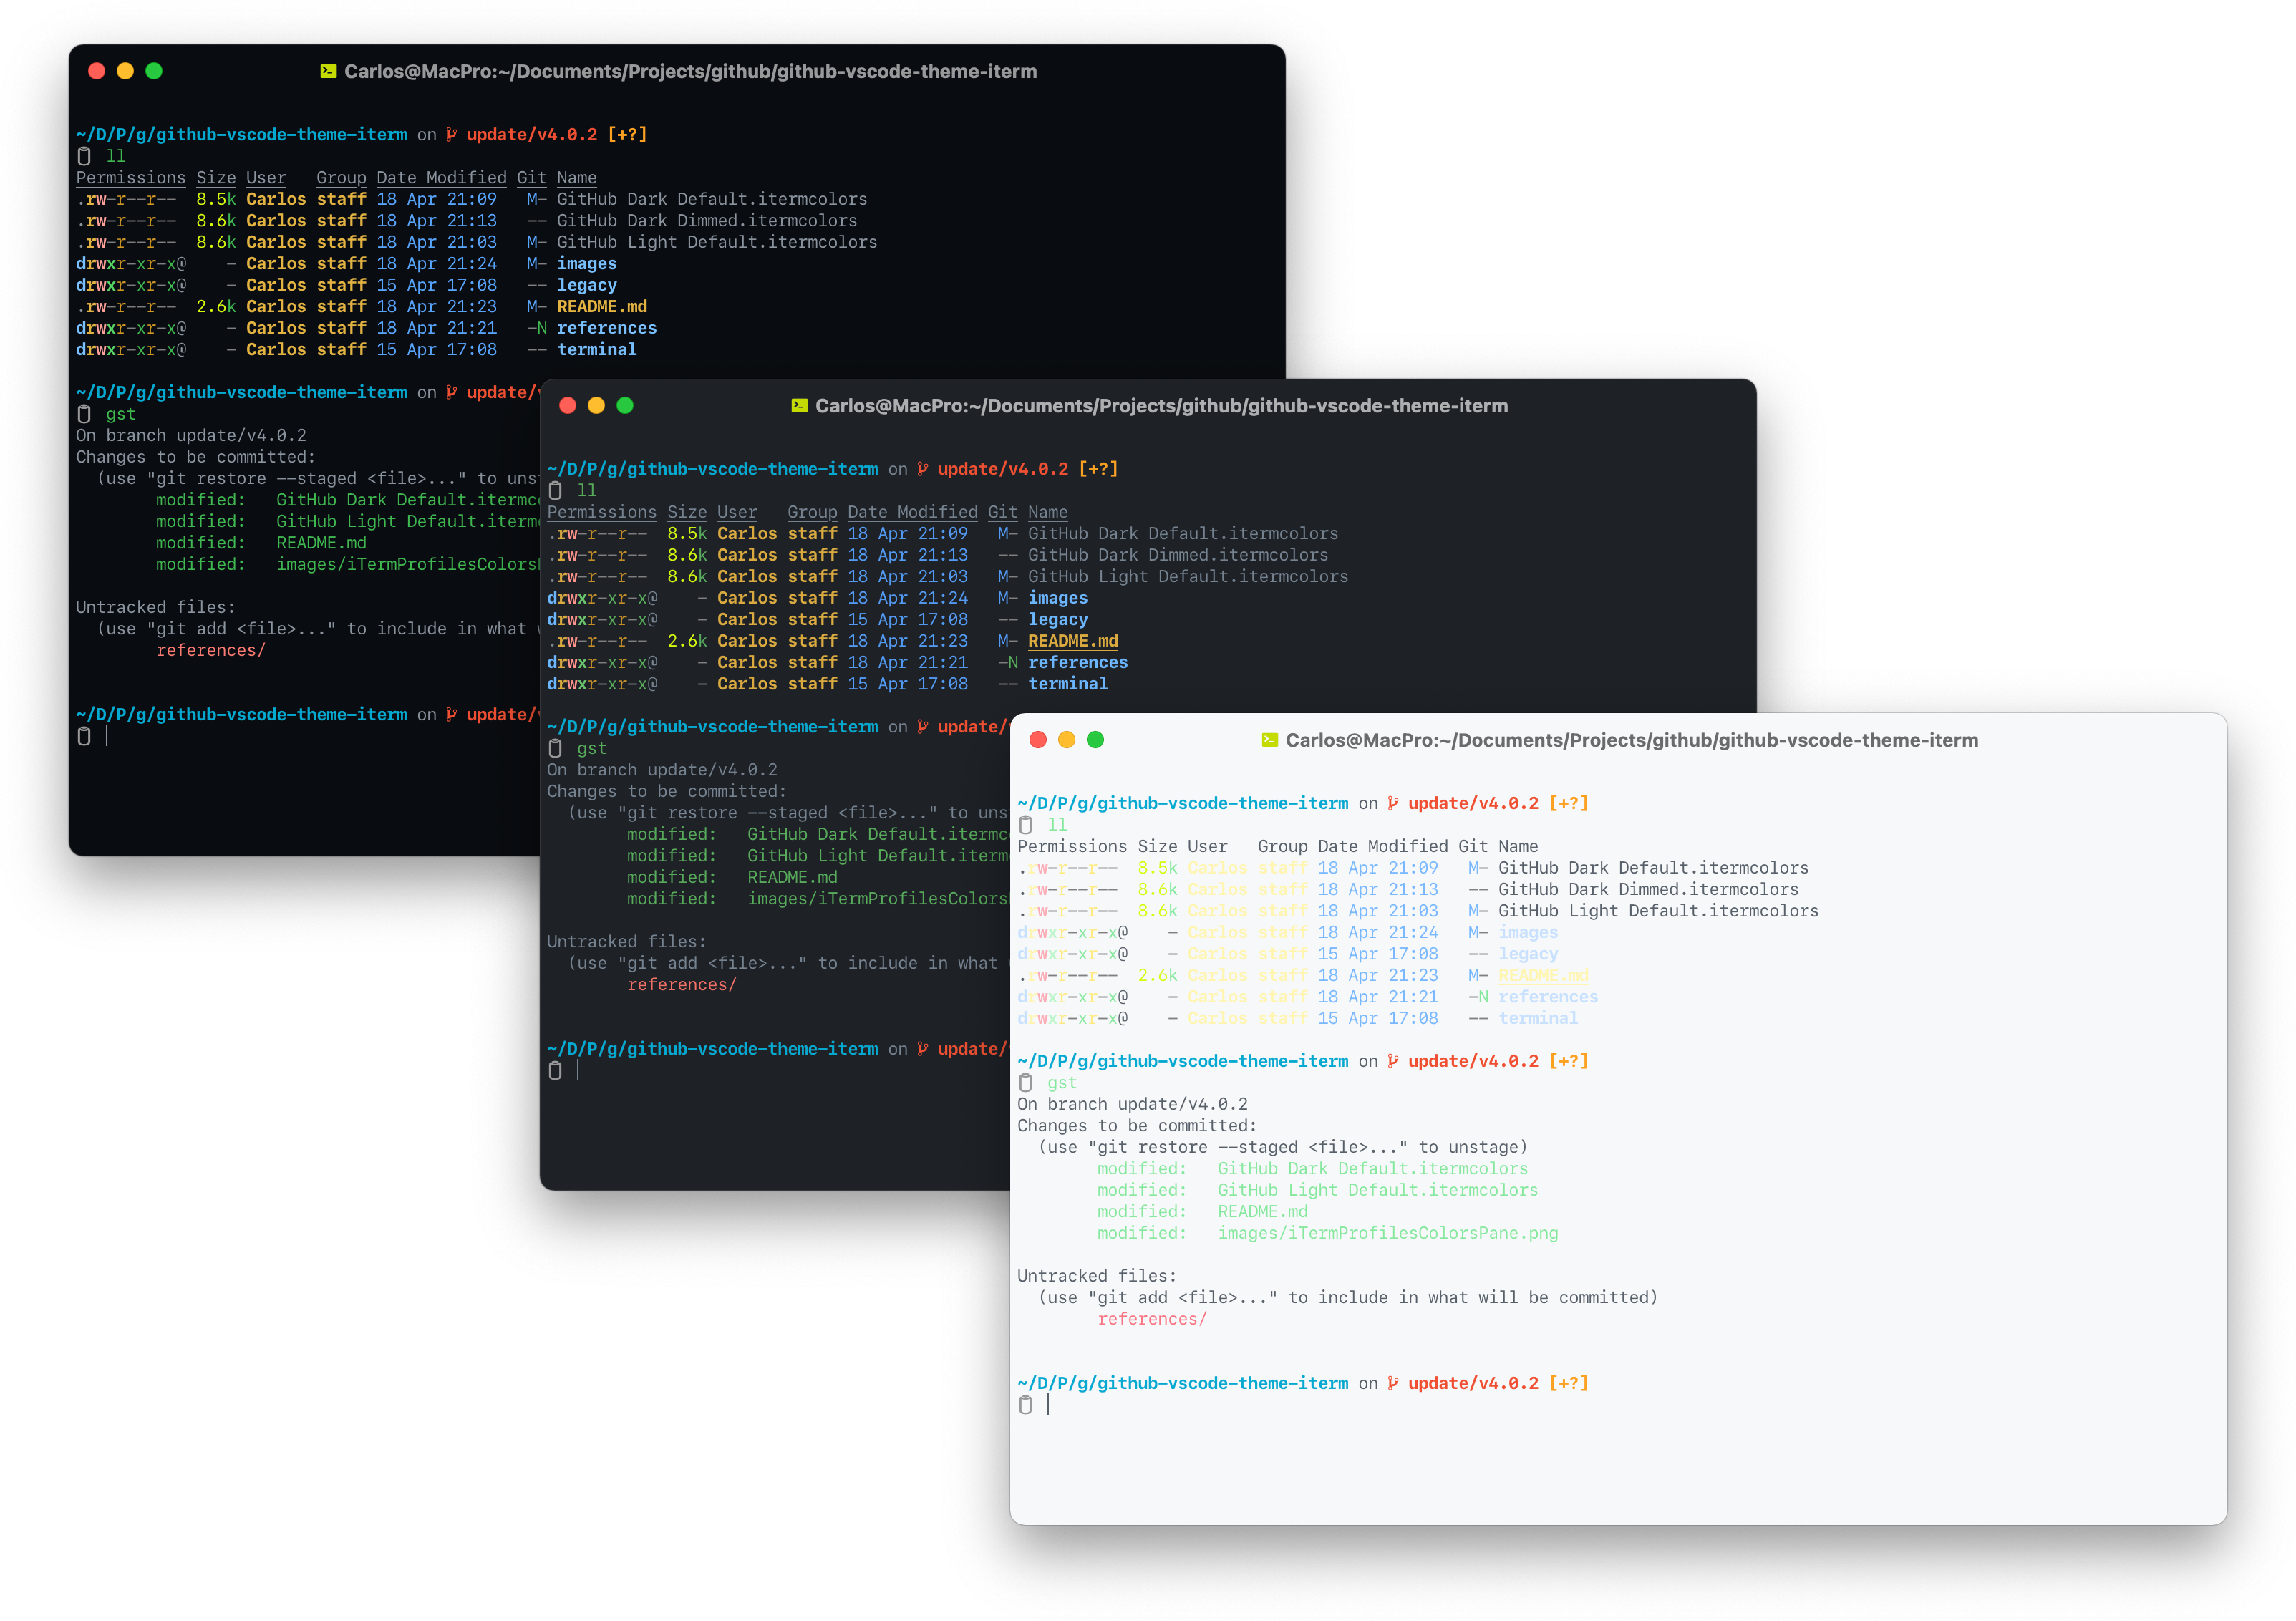 Carlos@MacPro:~/Documents/Projects/github/github-vscode-theme-iterm
~/D/P/g/github-vscode-theme-iterm on update/v4.0.2 [+?]
ll
Permissions Size User Group Date Modified Git Name
.rw-r--r-- 8.5k Carlos staff 18 Apr 21:09 M- GitHub Dark Default.itermcolors
.rw-r--r-- 8.6k Carlos staff 18 Apr 21:13 -- GitHub Dark Dimmed.itermcolors
.rw-r--r-- 8.6k Carlos staff 18 Apr 21:03 M- GitHub Light Default.itermcolors
drwxr-xr-x@ - Carlos staff 18 Apr 21:24 M- images
drwxr-xr-x@ - Carlos staff 15 Apr 17:08 -- legacy
.rw-r--r-- 2.6k Carlos staff 18 Apr 21:23 M- README.md
drwxr-xr-x@ - Carlos staff 18 Apr 21:21 -N references
drwxr-xr-x@ - Carlos staff 15 Apr 17:08 -- terminal
~/D/P/g/github-vscode-theme-iterm on update/
gst
On branch update/v4.0.2
Changes to be committed:
(use "git restore --staged <file>..." to uns
modified: GitHub Dark Default.itermc
modified: GitHub Light Default.iterm
modified: README.md
modified: images/iTermProfilesColors
Untracked files:
(use "git add <file>..." to include in what
references/
~/D/P/g/github-vscode-theme-iterm on update/
Carlos@MacPro:~/Documents/Projects/github/github-vscode-theme-iterm
~/D/P/g/github-vscode-theme-iterm on update/v4.0.2 [+?]
ll
Permissions Size User Group Date Modified Git Name
.rw-r--r-- 8.5k Carlos staff 18 Apr 21:09 M- GitHub Dark Default.itermcolors
.rw-r--r-- 8.6k Carlos staff 18 Apr 21:13 -- GitHub Dark Dimmed.itermcolors
.rw-r--r-- 8.6k Carlos staff 18 Apr 21:03 M- GitHub Light Default.itermcolors
drwxr-xr-x@ - Carlos staff 18 Apr 21:24 M- images
drwxr-xr-x@ - Carlos staff 15 Apr 17:08 -- legacy
.rw-r--r-- 2.6k Carlos staff 18 Apr 21:23 M- README.md
drwxr-xr-x@ - Carlos staff 18 Apr 21:21 -N references
drwxr-xr-x@ - Carlos staff 15 Apr 17:08 -- terminal
~/D/P/g/github-vscode-theme-iterm on update/
gst
On branch update/v4.0.2
Changes to be committed:
(use "git restore --staged <file>..." to uns
modified: GitHub Dark Default.itermc
modified: GitHub Light Default.iterm
modified: README.md
modified: images/iTermProfilesColors
Untracked files:
(use "git add <file>..." to include in what
references/
~/D/P/g/github-vscode-theme-iterm on update/
Carlos@MacPro:~/Documents/Projects/github/github-vscode-theme-iterm
~/D/P/g/github-vscode-theme-iterm on update/v4.0.2 [+?]
ll
Permissions Size User Group Date Modified Git Name
.rw-r--r-- 8.5k Carlos staff 18 Apr 21:09 M- GitHub Dark Default.itermcolors
.rw-r--r-- 8.6k Carlos staff 18 Apr 21:13 -- GitHub Dark Dimmed.itermcolors
.rw-r--r-- 8.6k Carlos staff 18 Apr 21:03 M- GitHub Light Default.itermcolors
drwxr-xr-x@ - Carlos staff 18 Apr 21:24 M- images
drwxr-xr-x@ - Carlos staff 15 Apr 17:08 -- legacy
.rw-r--r-- 2.6k Carlos staff 18 Apr 21:23 M- README.md
drwxr-xr-x@ - Carlos staff 18 Apr 21:21 -N references
drwxr-xr-x@ - Carlos staff 15 Apr 17:08 -- terminal
~/D/P/g/github-vscode-theme-iterm on update/v4.0.2 [+?]
gst
On branch update/v4.0.2
Changes to be committed:
(use "git restore --staged <file>..." to unstage)
modified: GitHub Dark Default.itermcolors
modified: GitHub Light Default.itermcolors
modified: README.md
modified: images/iTermProfilesColorsPane.png
Untracked files:
(use "git add <file>..." to include in what will be committed)
references/
~/D/P/g/github-vscode-theme-iterm on update/v4.0.2 [+?]